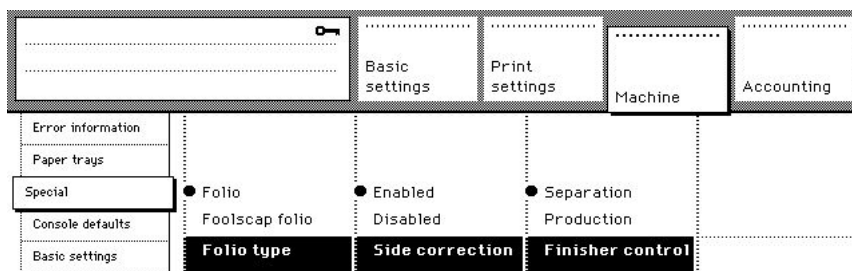 Basic
settings
Print
settings
Machine
Accounting
Error information
Paper trays
Special
Console defaults
Basic settings
Folio
Foolscap folio
Folio type
Enabled
Disabled
Side correction
Separation
Production
Finisher control